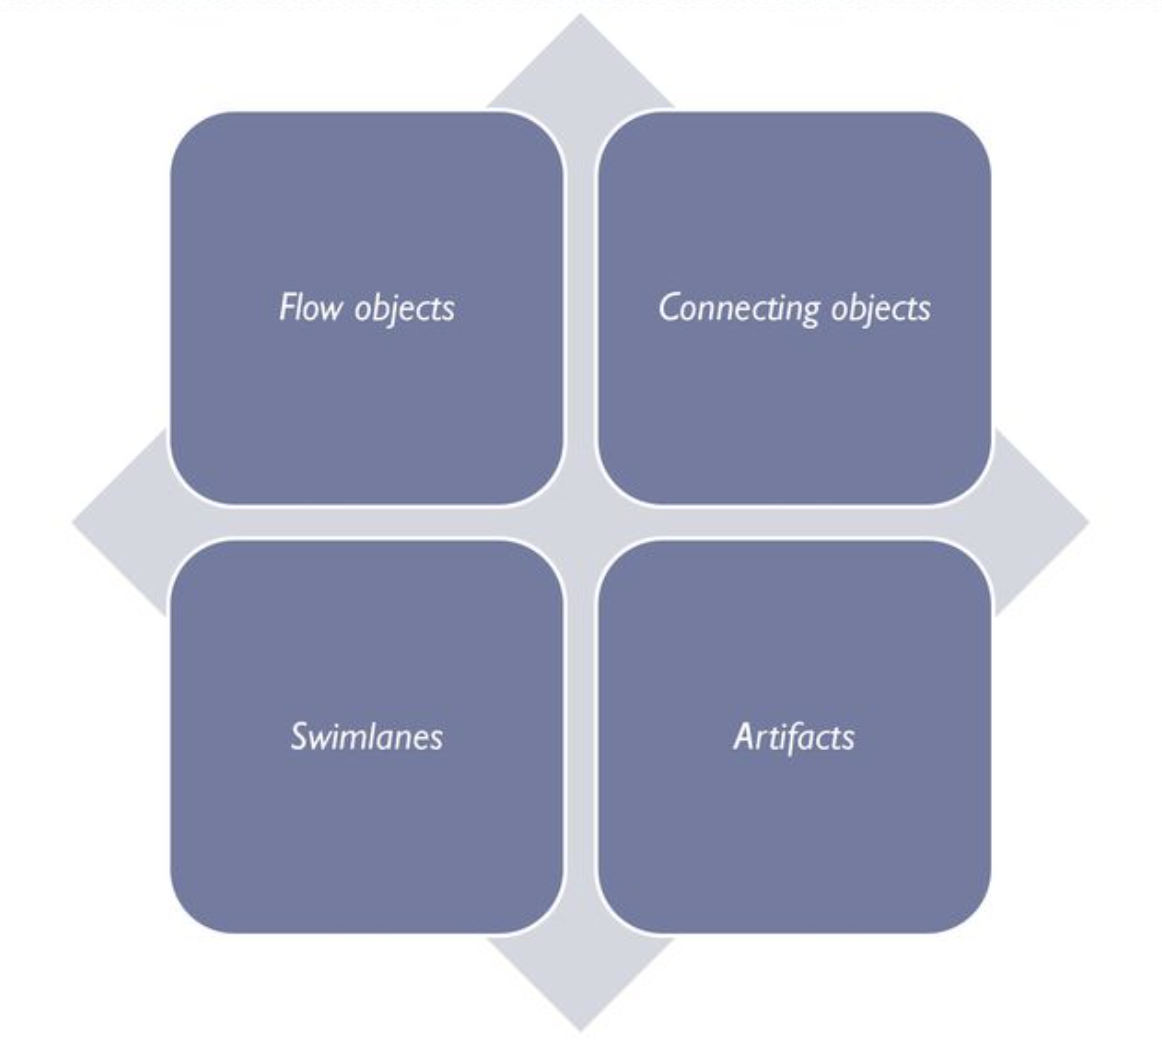 Flow objects
Connecting objects
Swimlanes
Artifacts